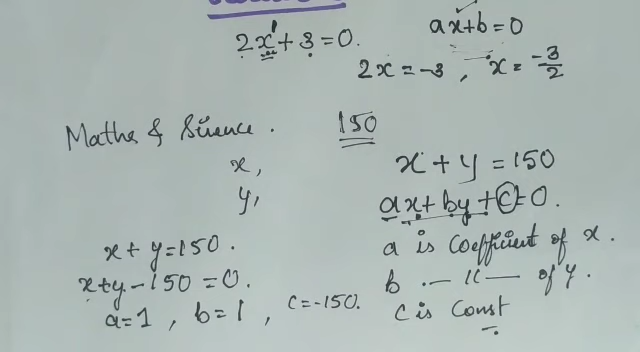 2x¹ + 3 = 0.
ax+b = 0
2x = -3 , x = -3/2
Maths & Science . 150
x,
y,
x + y = 150
ax + by + c = 0.
x + y = 150 .
x+y - 150 = 0.
a = 1 , b = 1 , c = -150.
a is coefficient of x .
b — 〃 — of y .
c is const